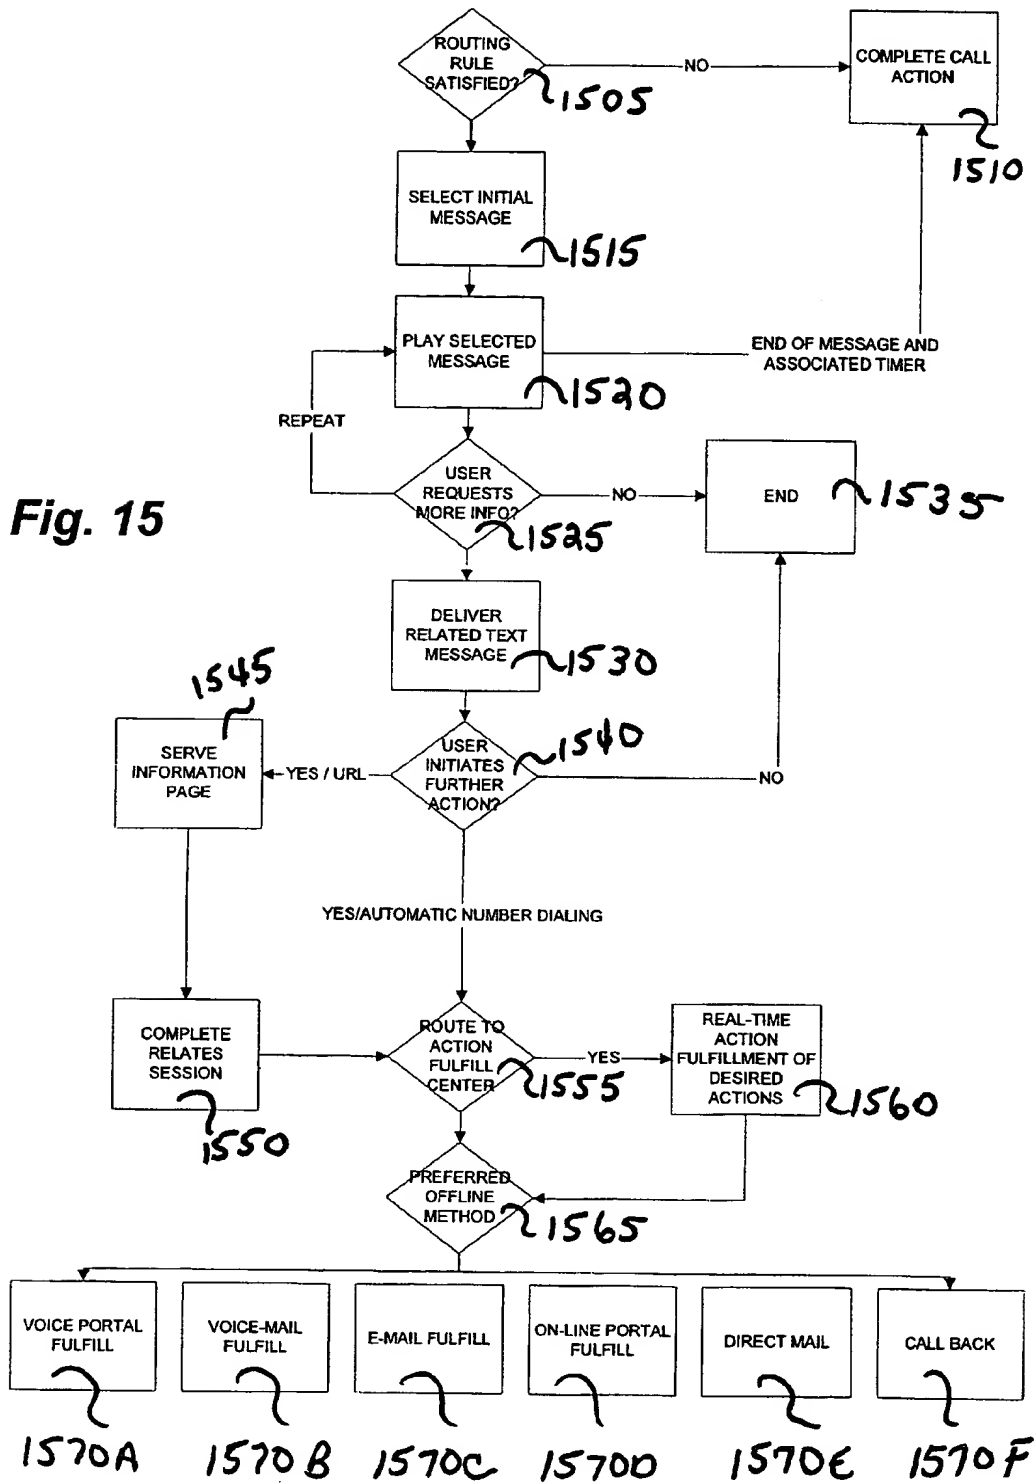 ROUTING
RULE
SATISFIED?
1505
NO
COMPLETE CALL
ACTION
1510
SELECT INITIAL
MESSAGE
1515
PLAY SELECTED
MESSAGE
1520
END OF MESSAGE AND
ASSOCIATED TIMER
REPEAT
USER
REQUESTS
MORE INFO?
1525
NO
END
1535
Fig. 15
DELIVER
RELATED TEXT
MESSAGE
1530
1545
SERVE
INFORMATION
PAGE
YES / URL
USER
INITIATES
FURTHER
ACTION?
1540
NO
YES/AUTOMATIC NUMBER DIALING
COMPLETE
RELATES
SESSION
1550
ROUTE TO
ACTION
FULFILL
CENTER
1555
YES
REAL-TIME
ACTION
FULFILLMENT OF
DESIRED
ACTIONS
1560
PREFERRED
OFFLINE
METHOD
1565
VOICE PORTAL
FULFILL
VOICE-MAIL
FULFILL
E-MAIL FULFILL
ON-LINE PORTAL
FULFILL
DIRECT MAIL
CALL BACK
1570A
1570B
1570C
1570D
1570E
1570F